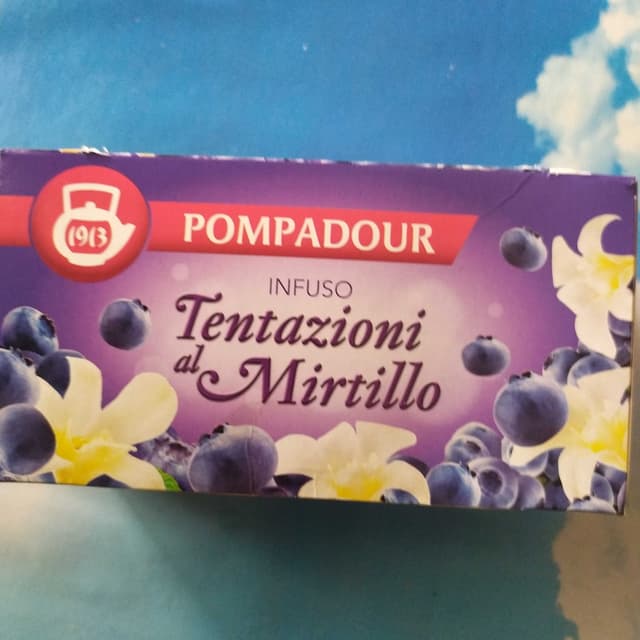 1913
POMPADOUR
INFUSO
Tentazioni
al Mirtillo